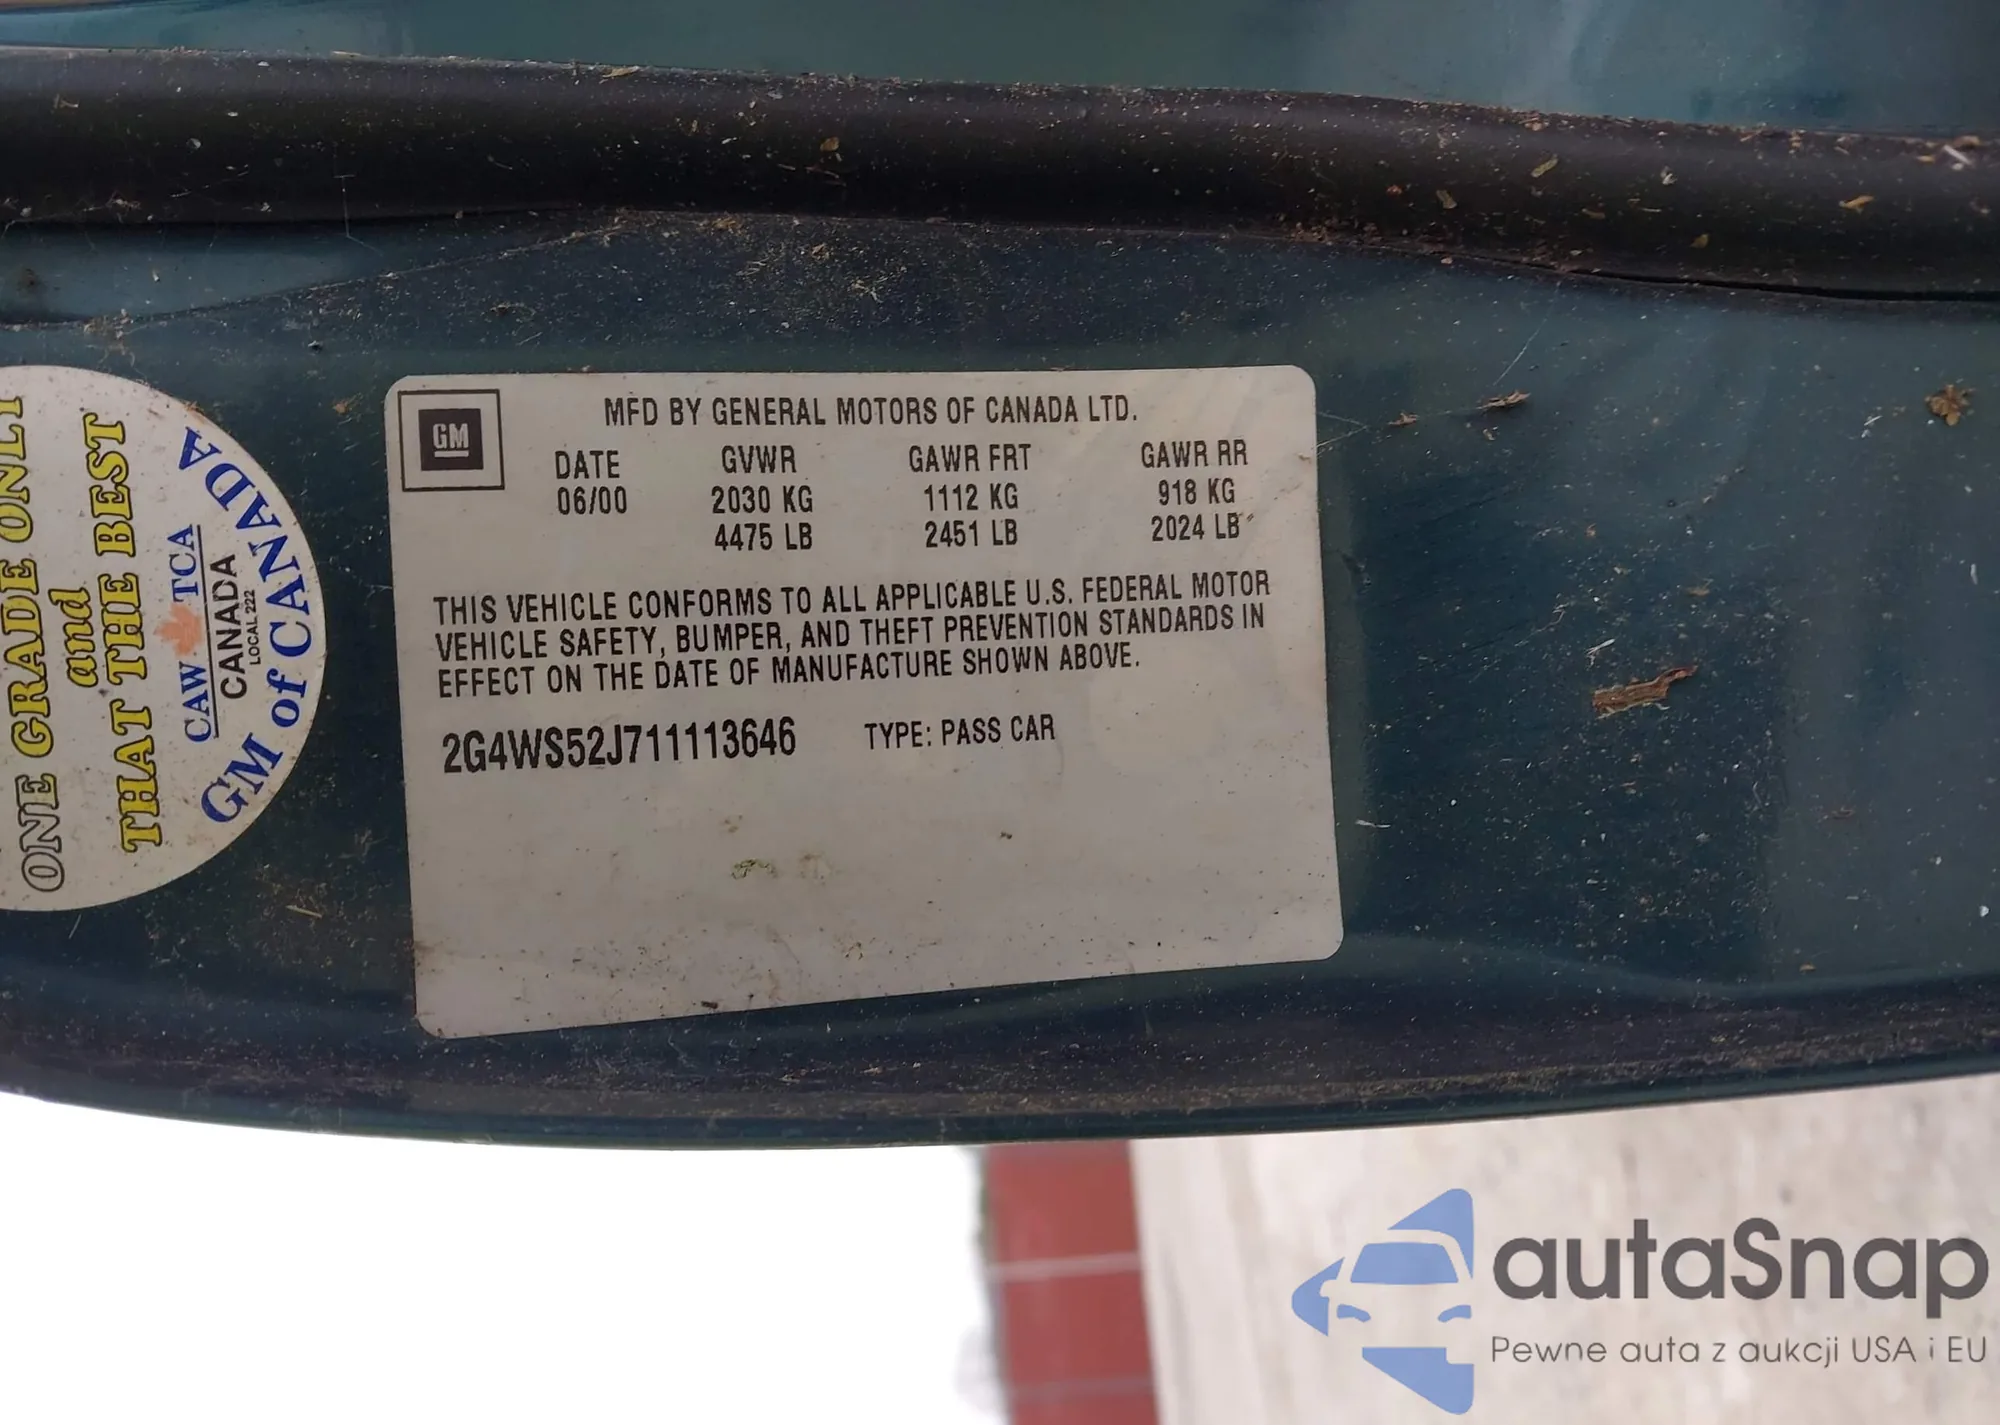 ONE GRADE ONLY
and
THAT THE BEST
CAW TCA
CANADA
LOCAL 222
GM of CANADA
GM
MFD BY GENERAL MOTORS OF CANADA LTD.
DATE GVWR GAWR FRT GAWR RR
06/00 2030 KG 1112 KG 918 KG
4475 LB 2451 LB 2024 LB
THIS VEHICLE CONFORMS TO ALL APPLICABLE U.S. FEDERAL MOTOR
VEHICLE SAFETY, BUMPER, AND THEFT PREVENTION STANDARDS IN
EFFECT ON THE DATE OF MANUFACTURE SHOWN ABOVE.
2G4WS52J711113646 TYPE: PASS CAR
autaSnap
Pewne auta z aukcji USA i EU